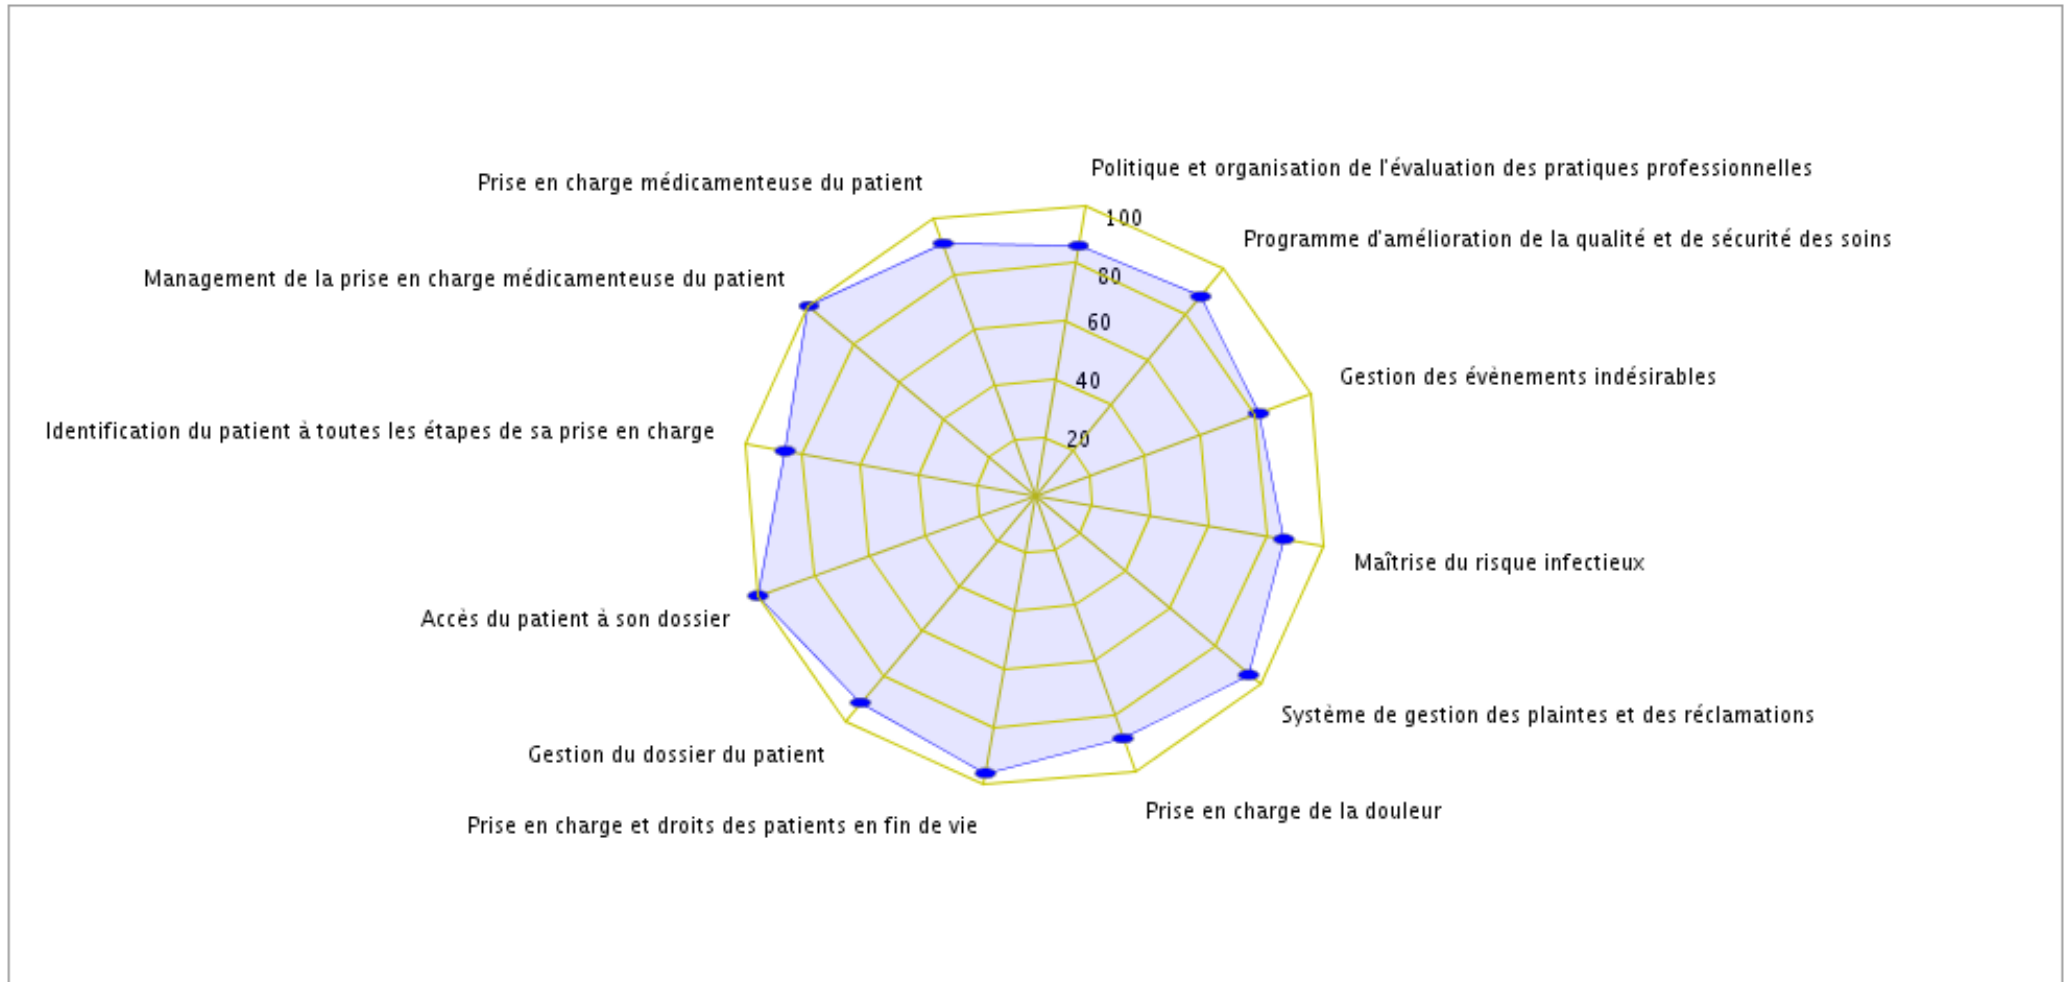 Politique et organisation de l'évaluation des pratiques professionnelles
Prise en charge médicamenteuse du patient
100
Programme d'amélioration de la qualité et de sécurité des soins
Management de la prise en charge médicamenteuse du patient
80
60
Gestion des évènements indésirables
40
Identification du patient à toutes les étapes de sa prise en charge
20
Maîtrise du risque infectieux
Accès du patient à son dossier
Système de gestion des plaintes et des réclamations
Gestion du dossier du patient
Prise en charge de la douleur
Prise en charge et droits des patients en fin de vie